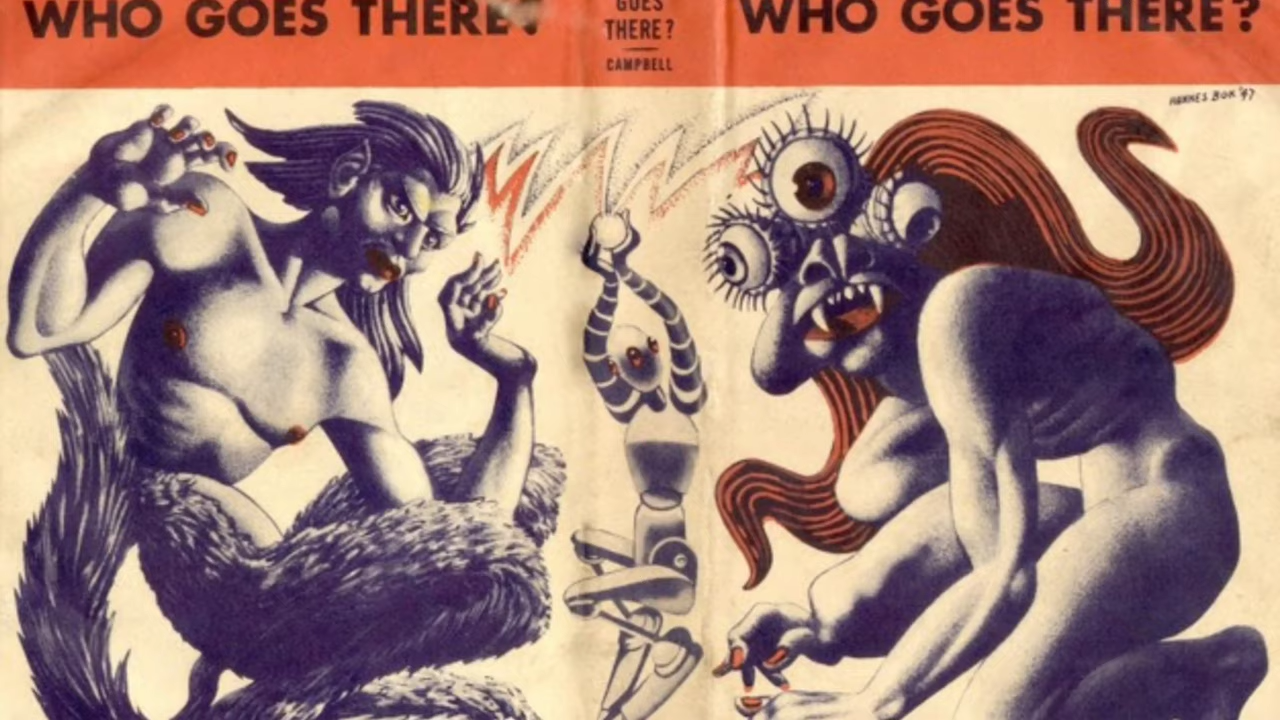 WHO GOES THERE?
GOES
THERE?
CAMPBELL
WHO GOES THERE?
HANNES BOK '47